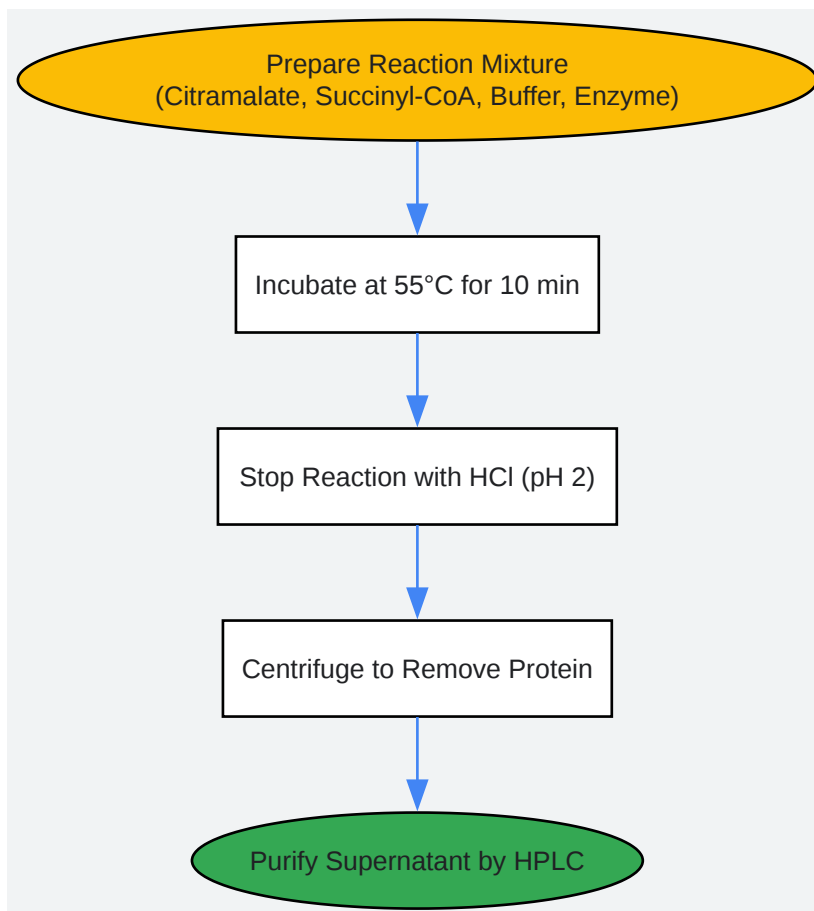 Prepare Reaction Mixture
(Citramalate, Succinyl-CoA, Buffer, Enzyme)
Incubate at 55°C for 10 min
Stop Reaction with HCl (pH 2)
Centrifuge to Remove Protein
Purify Supernatant by HPLC